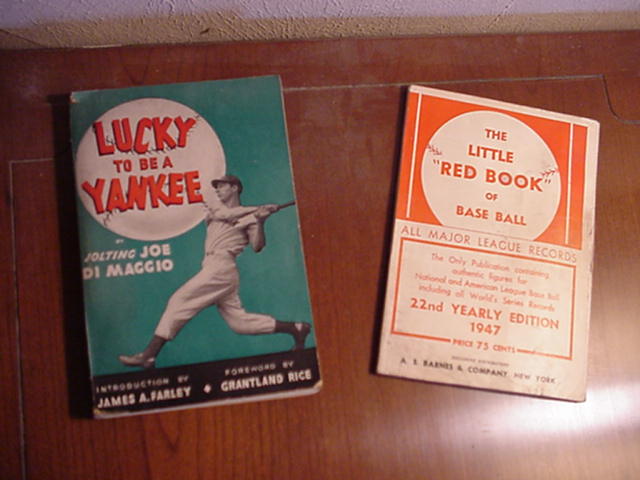 LUCKY
TO BE A
YANKEE
BY
JOLTING JOE
DI MAGGIO
INTRODUCTION BY
JAMES A. FARLEY
FOREWORD BY
GRANTLAND RICE
THE
LITTLE
"RED BOOK"
OF
BASE BALL
ALL MAJOR LEAGUE RECORDS
The Only Publication containing
authentic figures for
National and American League Base Ball
including all World's Series Records
22nd YEARLY EDITION
1947
PRICE 75 CENTS
EXCLUSIVE DISTRIBUTORS
A. S. BARNES & COMPANY NEW YORK